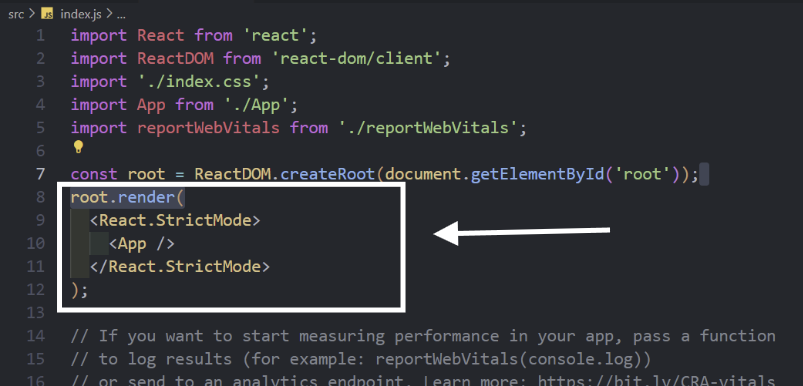 src > JS index.js > ...
1 import React from 'react';
2 import ReactDOM from 'react-dom/client';
3 import './index.css';
4 import App from './App';
5 import reportWebVitals from './reportWebVitals';
6
7 const root = ReactDOM.createRoot(document.getElementById('root'));
8 root.render(
9   <React.StrictMode>
10     <App />
11   </React.StrictMode>
12 );
13
14 // If you want to start measuring performance in your app, pass a function
15 // to log results (for example: reportWebVitals(console.log))
16 // or send to an analytics endpoint. Learn more: https://bit.ly/CRA-vitals